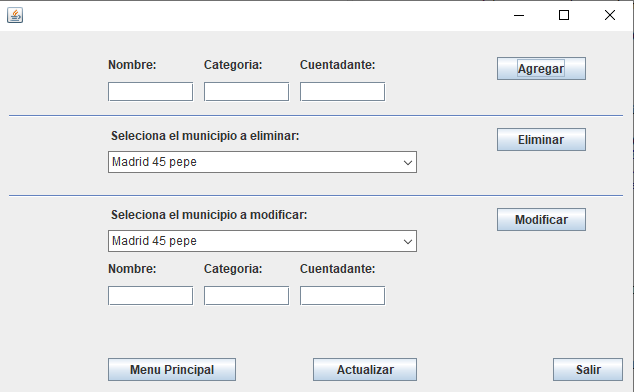 Nombre: Categoria: Cuentadante:
Agregar
Seleciona el municipio a eliminar:
Eliminar
Madrid 45 pepe
Seleciona el municipio a modificar:
Modificar
Madrid 45 pepe
Nombre: Categoria: Cuentadante:
Menu Principal Actualizar Salir